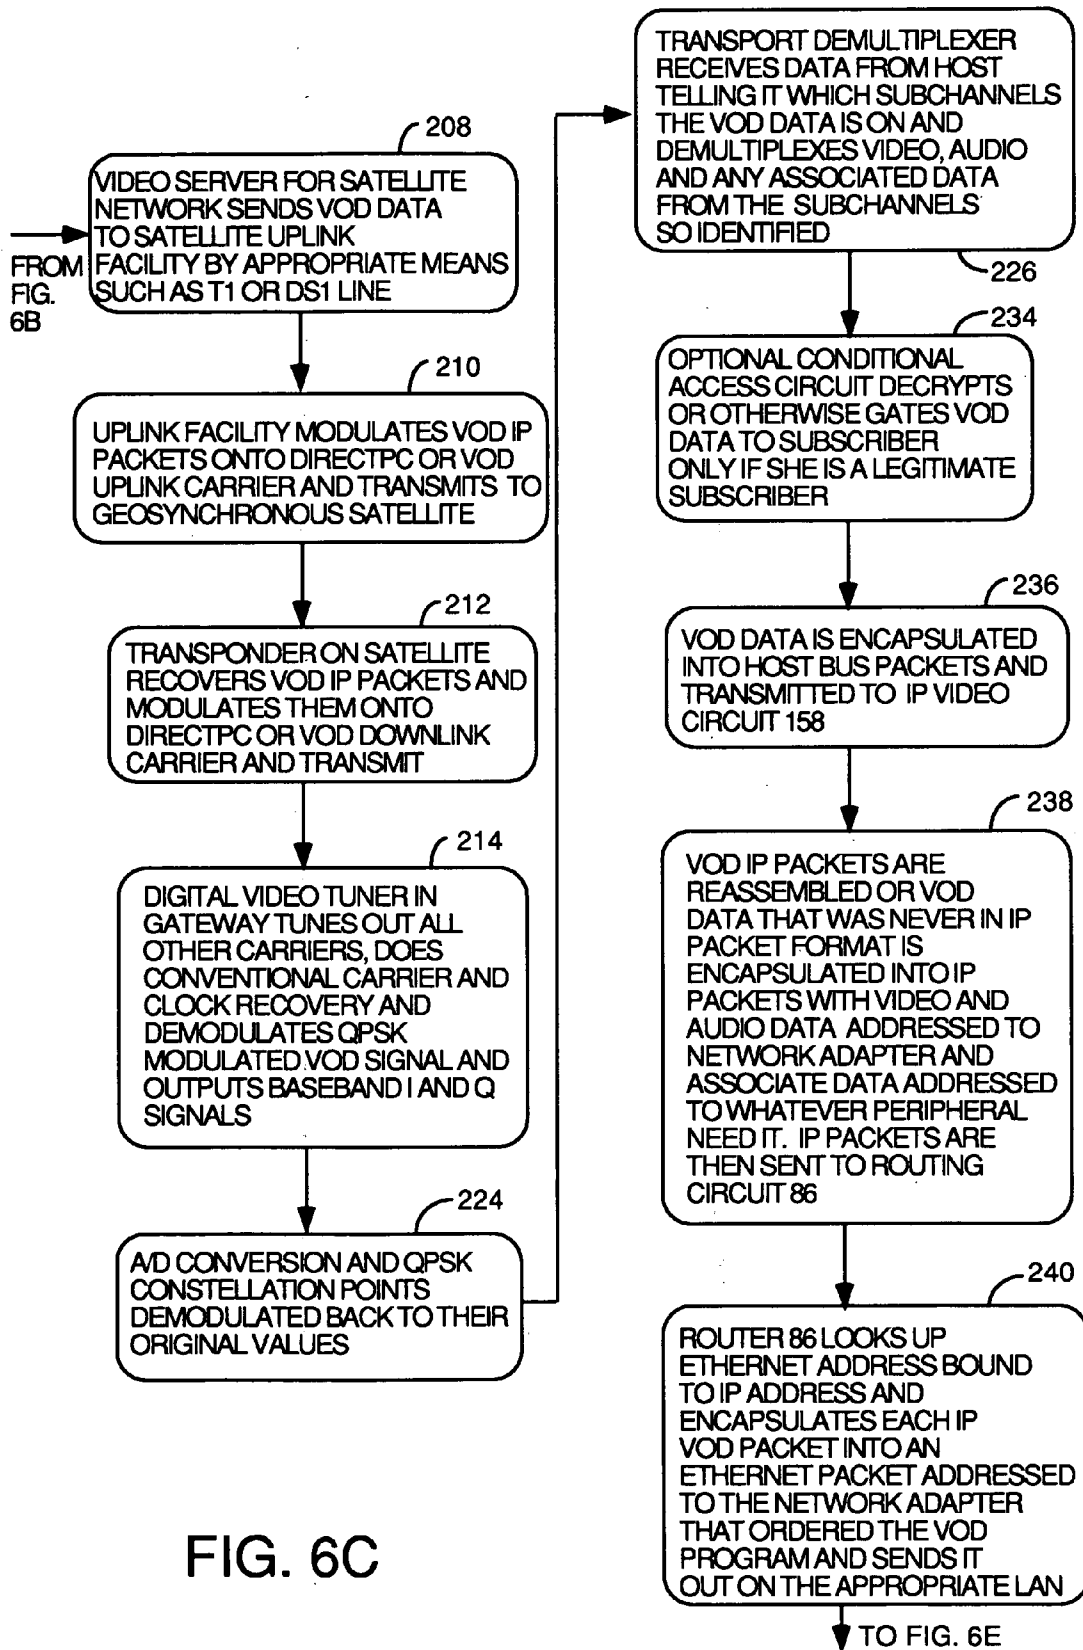 FROM
FIG.
6B
208
VIDEO SERVER FOR SATELLITE
NETWORK SENDS VOD DATA
TO SATELLITE UPLINK
FACILITY BY APPROPRIATE MEANS
SUCH AS T1 OR DS1 LINE
210
UPLINK FACILITY MODULATES VOD IP
PACKETS ONTO DIRECTPC OR VOD
UPLINK CARRIER AND TRANSMITS TO
GEOSYNCHRONOUS SATELLITE
212
TRANSPONDER ON SATELLITE
RECOVERS VOD IP PACKETS AND
MODULATES THEM ONTO
DIRECTPC OR VOD DOWNLINK
CARRIER AND TRANSMIT
214
DIGITAL VIDEO TUNER IN
GATEWAY TUNES OUT ALL
OTHER CARRIERS, DOES
CONVENTIONAL CARRIER AND
CLOCK RECOVERY AND
DEMODULATES QPSK
MODULATED VOD SIGNAL AND
OUTPUTS BASEBAND I AND Q
SIGNALS
224
A/D CONVERSION AND QPSK
CONSTELLATION POINTS
DEMODULATED BACK TO THEIR
ORIGINAL VALUES
TRANSPORT DEMULTIPLEXER
RECEIVES DATA FROM HOST
TELLING IT WHICH SUBCHANNELS
THE VOD DATA IS ON AND
DEMULTIPLEXES VIDEO, AUDIO
AND ANY ASSOCIATED DATA
FROM THE SUBCHANNELS
SO IDENTIFIED
226
234
OPTIONAL CONDITIONAL
ACCESS CIRCUIT DECRYPTS
OR OTHERWISE GATES VOD
DATA TO SUBSCRIBER
ONLY IF SHE IS A LEGITIMATE
SUBSCRIBER
236
VOD DATA IS ENCAPSULATED
INTO HOST BUS PACKETS AND
TRANSMITTED TO IP VIDEO
CIRCUIT 158
238
VOD IP PACKETS ARE
REASSEMBLED OR VOD
DATA THAT WAS NEVER IN IP
PACKET FORMAT IS
ENCAPSULATED INTO IP
PACKETS WITH VIDEO AND
AUDIO DATA ADDRESSED TO
NETWORK ADAPTER AND
ASSOCIATE DATA ADDRESSED
TO WHATEVER PERIPHERAL
NEED IT. IP PACKETS ARE
THEN SENT TO ROUTING
CIRCUIT 86
240
ROUTER 86 LOOKS UP
ETHERNET ADDRESS BOUND
TO IP ADDRESS AND
ENCAPSULATES EACH IP
VOD PACKET INTO AN
ETHERNET PACKET ADDRESSED
TO THE NETWORK ADAPTER
THAT ORDERED THE VOD
PROGRAM AND SENDS IT
OUT ON THE APPROPRIATE LAN
TO FIG. 6E
FIG. 6C